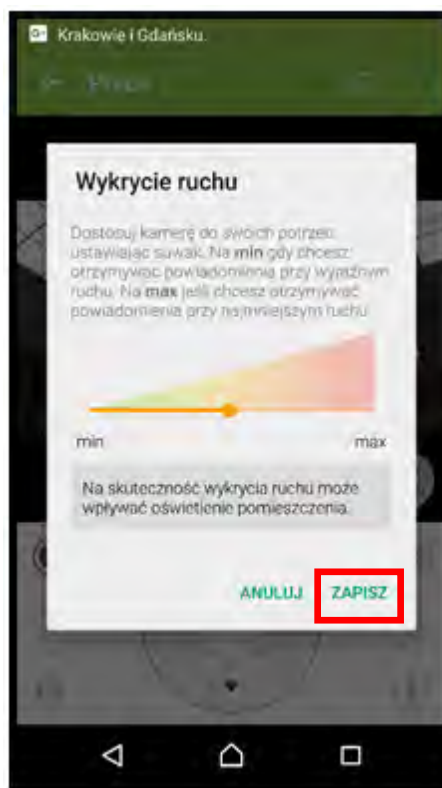 G+ Krakowie i Gdańsku.
Wykrycie ruchu
Dostosuj kamerę do swoich potrzeb
ustawiając suwak. Na min gdy chcesz
otrzymywać powiadomienia przy wyraźnym
ruchu. Na max jeśli chcesz otrzymywać
powiadomienia przy najmniejszym ruchu.
min max
Na skuteczność wykrycia ruchu może
wpływać oświetlenie pomieszczenia.
ANULUJ ZAPISZ